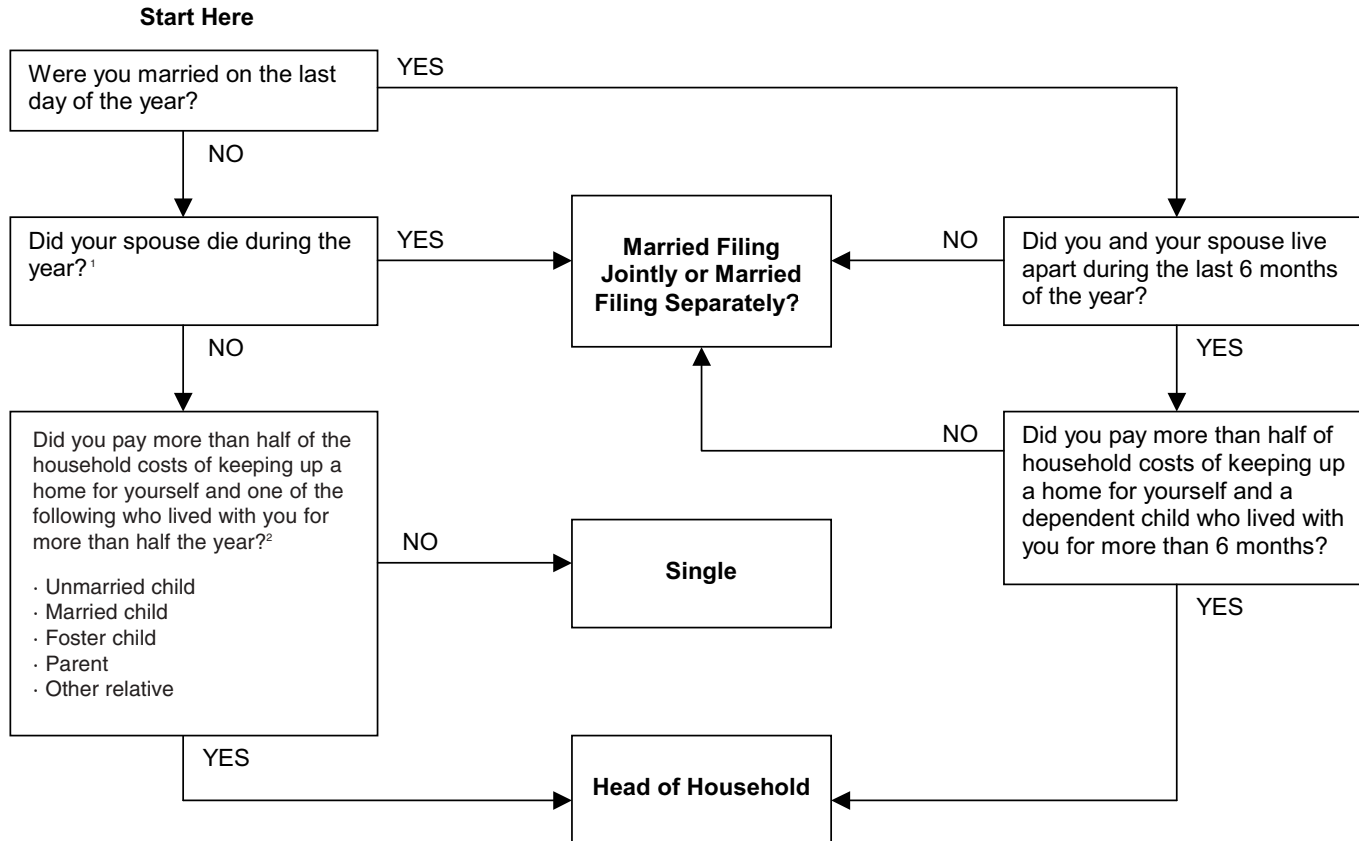 Start Here
Were you married on the last
day of the year?
YES
NO
Did your spouse die during the
year?¹
YES
Married Filing
Jointly or Married
Filing Separately?
NO
Did you and your spouse live
apart during the last 6 months
of the year?
NO
YES
Did you pay more than half of the
household costs of keeping up a
home for yourself and one of the
following who lived with you for
more than half the year?²
· Unmarried child
· Married child
· Foster child
· Parent
· Other relative
NO
Single
NO
Did you pay more than half of
household costs of keeping up
a home for yourself and a
dependent child who lived with
you for more than 6 months?
YES
YES
Head of Household